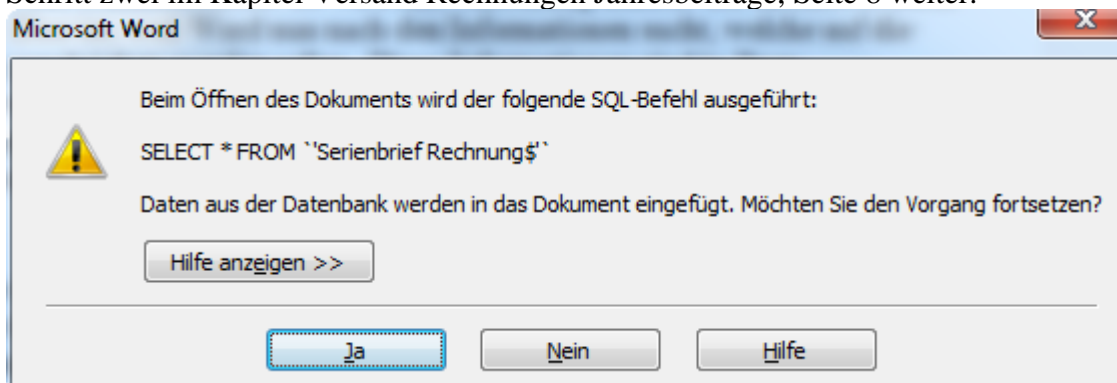 Schritt zwei im Kapitel Versand Rechnungen Jahresbeiträge, Seite 8 weiter.
Microsoft Word
Beim Öffnen des Dokuments wird der folgende SQL-Befehl ausgeführt:
SELECT * FROM `'Serienbrief Rechnung$'`
Daten aus der Datenbank werden in das Dokument eingefügt. Möchten Sie den Vorgang fortsetzen?
Hilfe anzeigen >>
Ja Nein Hilfe